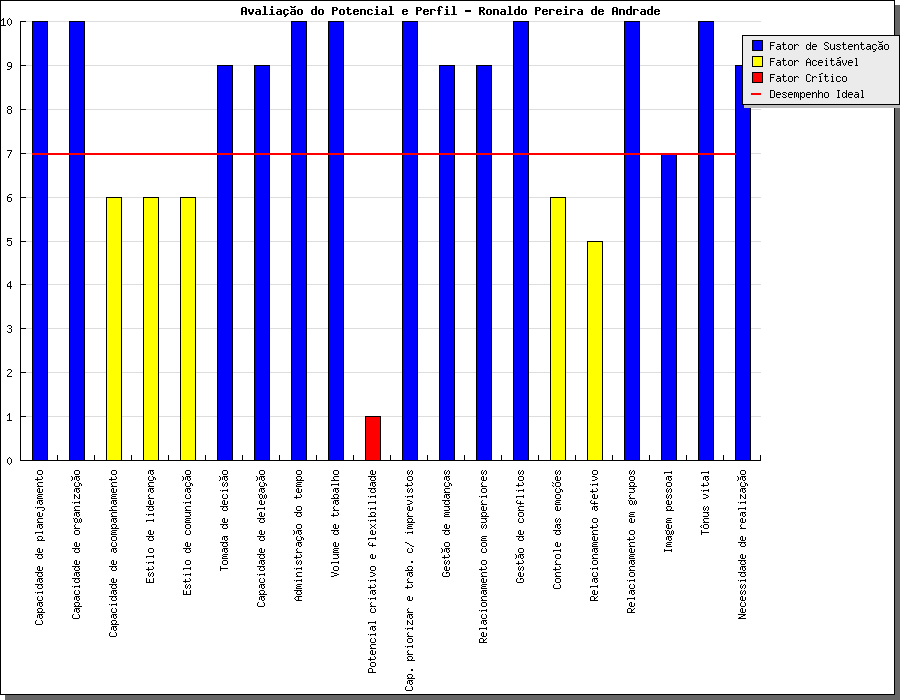 Avaliação do Potencial e Perfil - Ronaldo Pereira de Andrade
Fator de Sustentação
Fator Aceitável
Fator Crítico
Desempenho Ideal
10
9
8
7
6
5
4
3
2
1
0
Capacidade de planejamento
Capacidade de organização
Capacidade de acompanhamento
Estilo de liderança
Estilo de comunicação
Tomada de decisão
Capacidade de delegação
Administração do tempo
Volume de trabalho
Potencial criativo e flexibilidade
Cap. priorizar e trab. c/ imprevistos
Gestão de mudanças
Relacionamento com superiores
Gestão de conflitos
Controle das emoções
Relacionamento afetivo
Relacionamento em grupos
Imagem pessoal
Tônus vital
Necessidade de realização